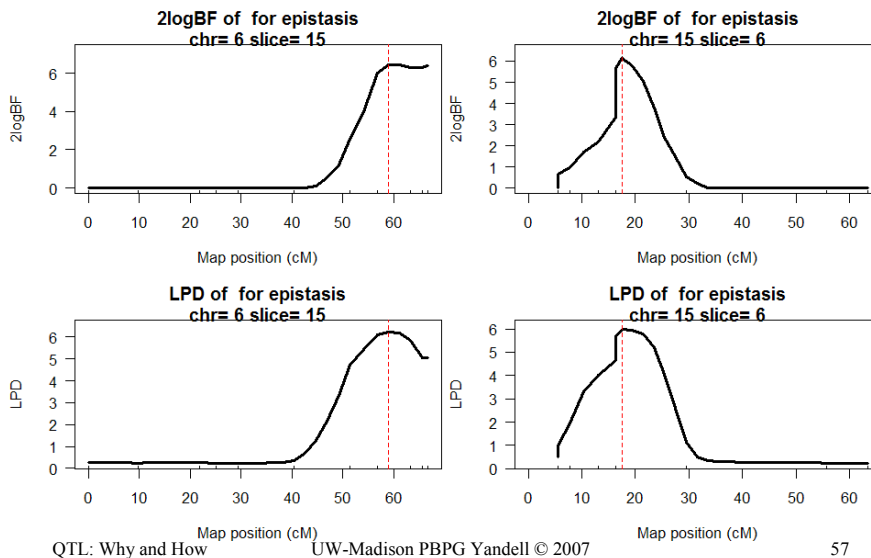 2logBF of for epistasis
chr= 6 slice= 15
2logBF
6
4
2
0
0 10 20 30 40 50 60
Map position (cM)
2logBF of for epistasis
chr= 15 slice= 6
2logBF
6
5
4
3
2
1
0
0 10 20 30 40 50 60
Map position (cM)
LPD of for epistasis
chr= 6 slice= 15
LPD
6
5
4
3
2
1
0
0 10 20 30 40 50 60
Map position (cM)
LPD of for epistasis
chr= 15 slice= 6
LPD
6
5
4
3
2
1
0
0 10 20 30 40 50 60
Map position (cM)
QTL: Why and How UW-Madison PBPG Yandell © 2007 57